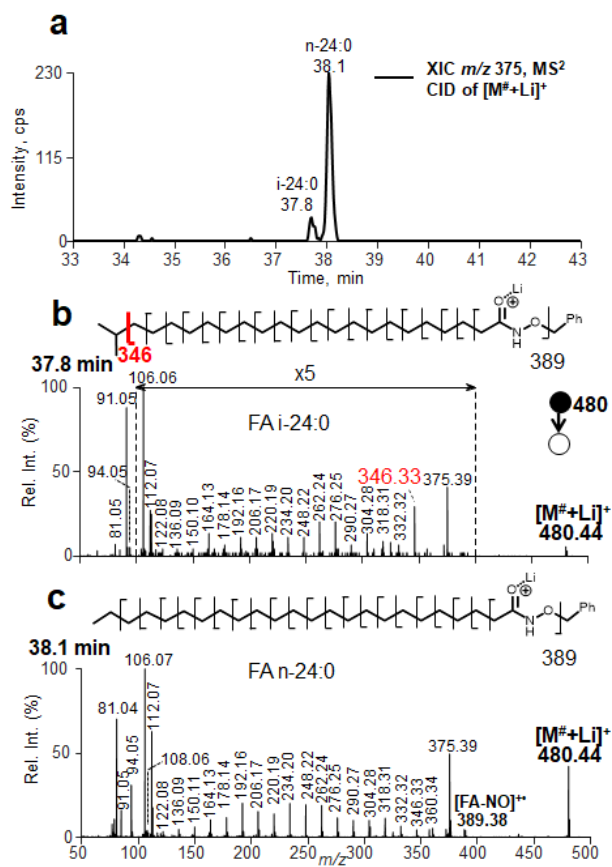 a
Intensity, cps
230
115
0
n-24:0
38.1
i-24:0
37.8
XIC m/z 375, MS²
CID of [M#+Li]⁺
33 34 35 36 37 38 39 40 41 42 43
Time, min
b
346
Li
O
⊕
N
H
O
Ph
389
37.8 min
Rel. Int. (%)
100
50
0
x5
FA i-24:0
480
81.05
91.05
94.05
106.06
112.07
122.08
136.09
150.10
164.13
178.14
192.16
206.17
220.19
234.20
248.22
262.24
276.25
290.27
304.28
318.31
332.32
346.33
375.39
[M#+Li]⁺
480.44
c
Li
O
⊕
NH
O
Ph
389
38.1 min
Rel. Int. (%)
100
50
0
FA n-24:0
81.04
91.05
94.05
106.07
108.06
112.07
122.08
136.09
150.11
164.13
178.14
192.16
206.17
220.19
234.20
248.22
262.24
276.25
290.27
304.28
318.31
332.32
346.33
360.34
375.39
[FA-NO]⁺•
389.38
[M#+Li]⁺
480.44
100 150 200 250 300 350 400 450 500
m/z